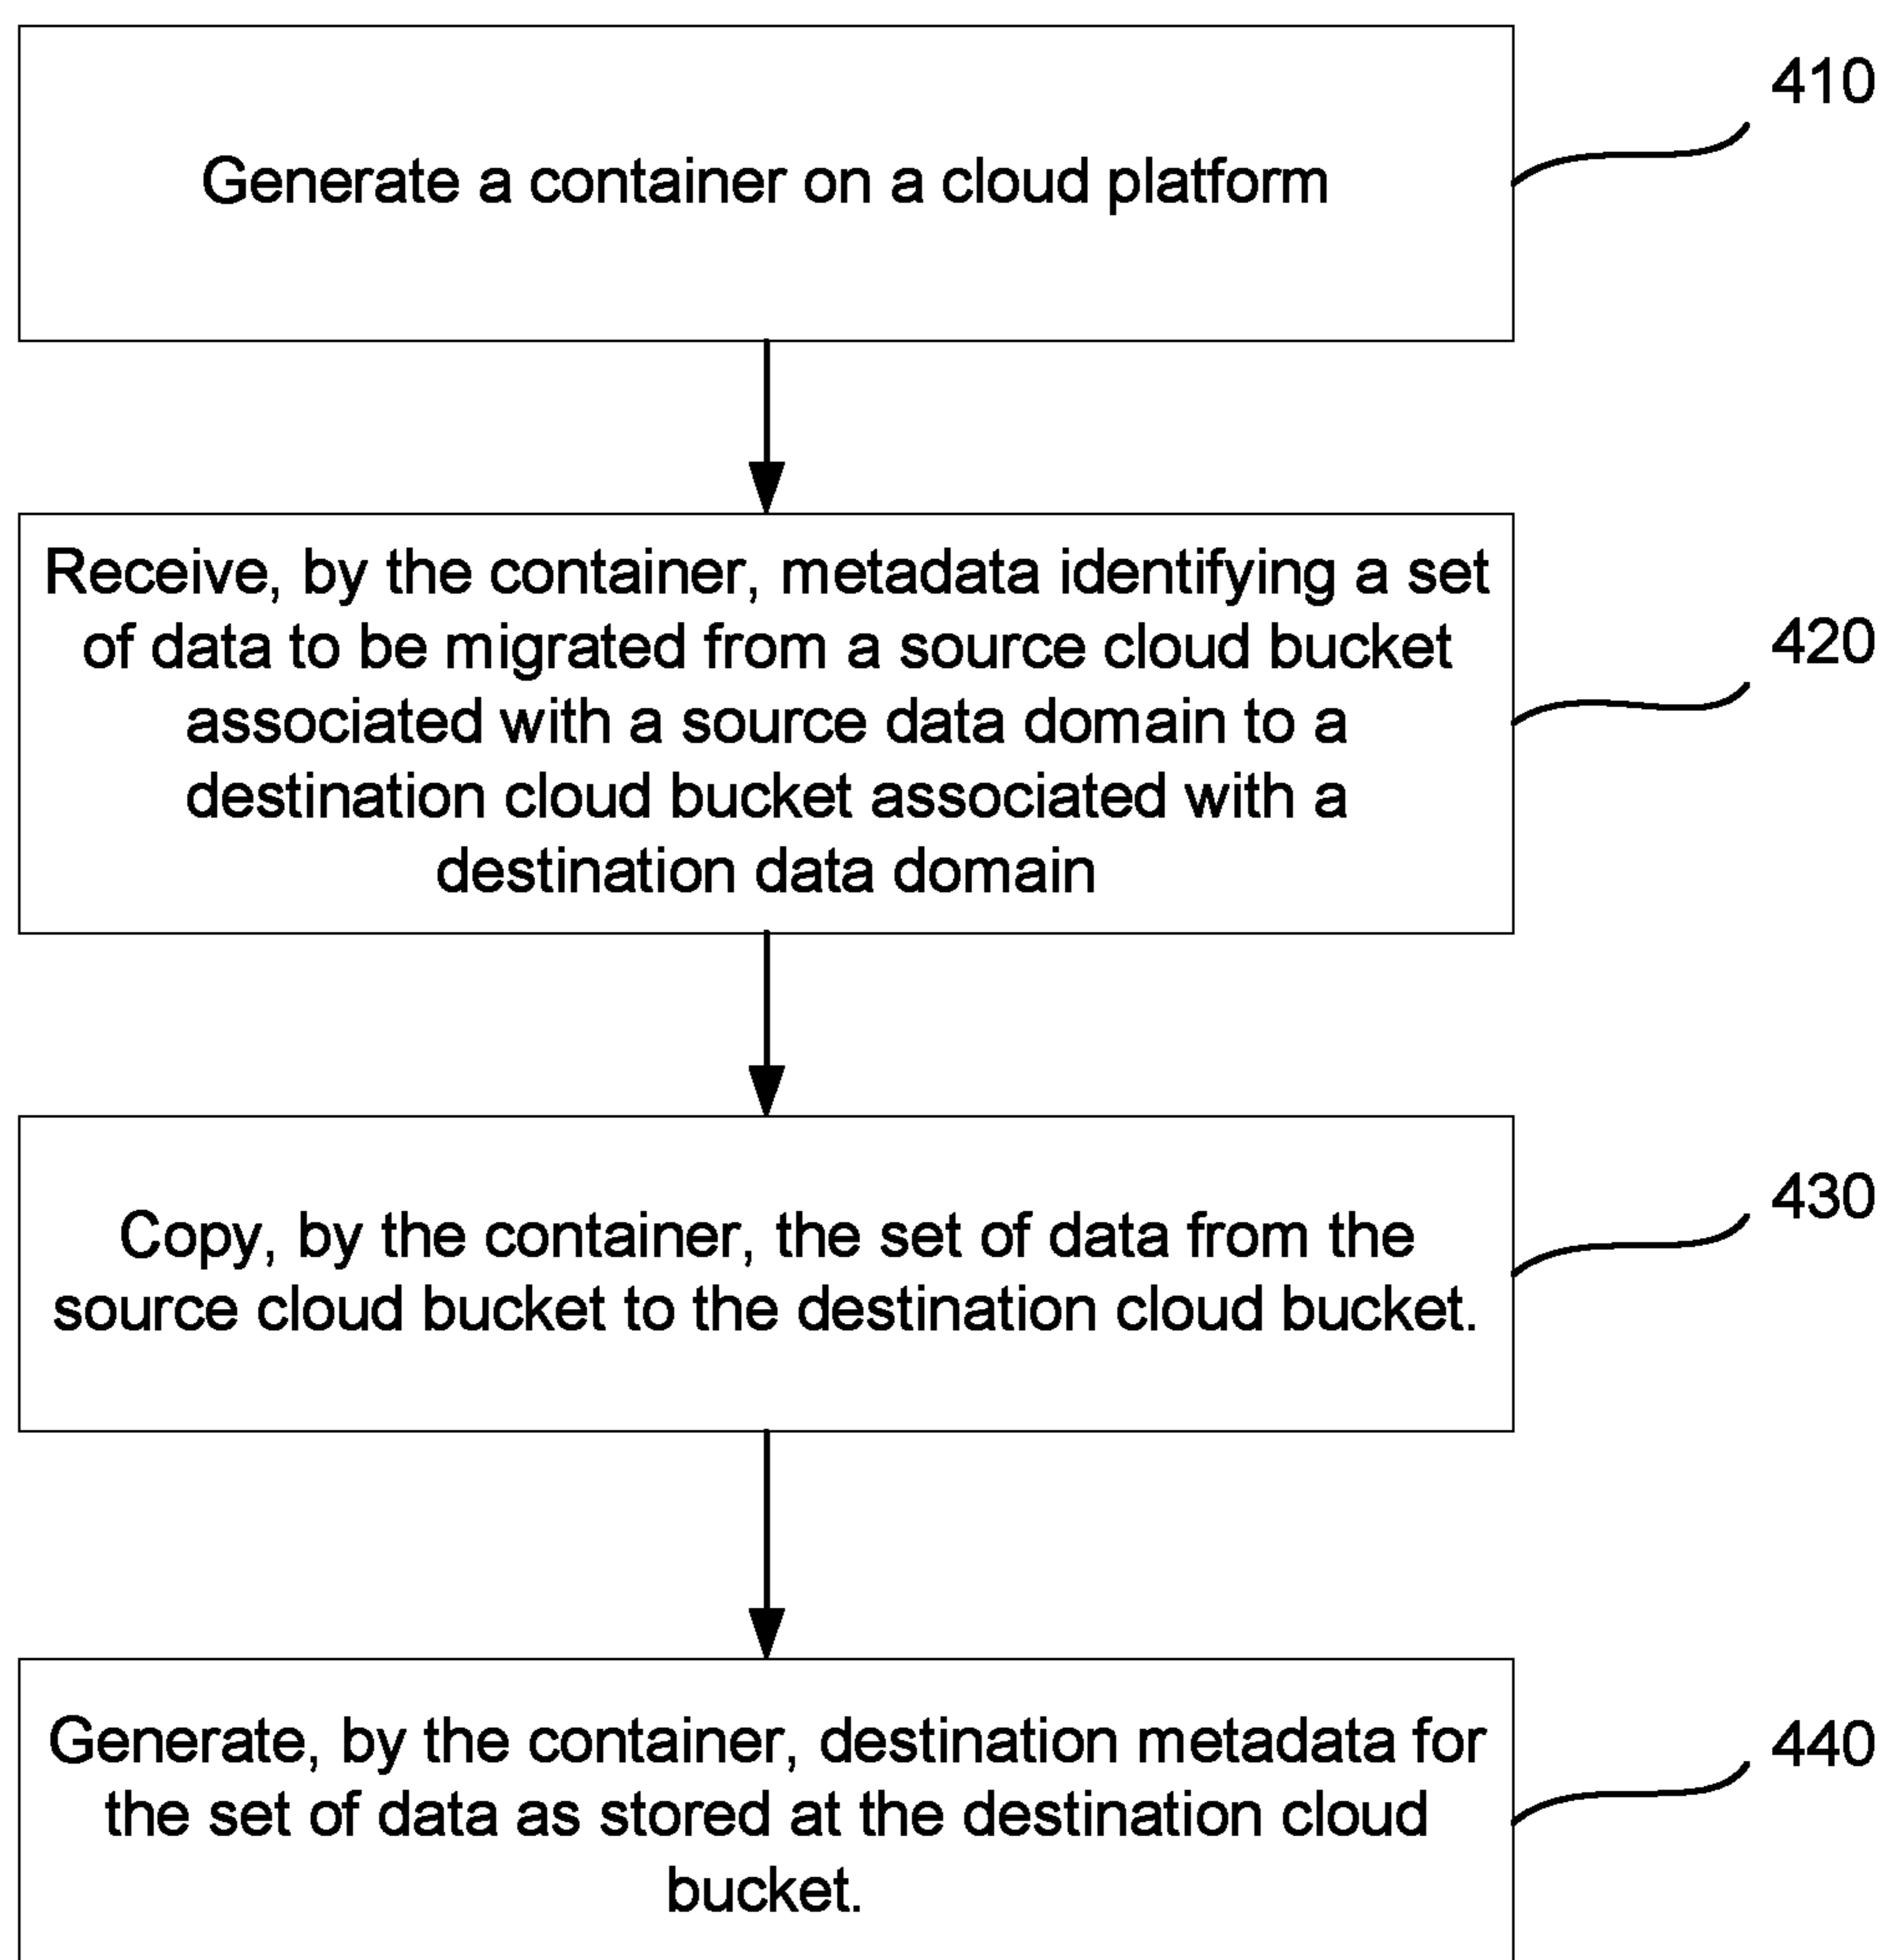 Generate a container on a cloud platform
410
Receive, by the container, metadata identifying a set
of data to be migrated from a source cloud bucket
associated with a source data domain to a
destination cloud bucket associated with a
destination data domain
420
Copy, by the container, the set of data from the
source cloud bucket to the destination cloud bucket.
430
Generate, by the container, destination metadata for
the set of data as stored at the destination cloud
bucket.
440